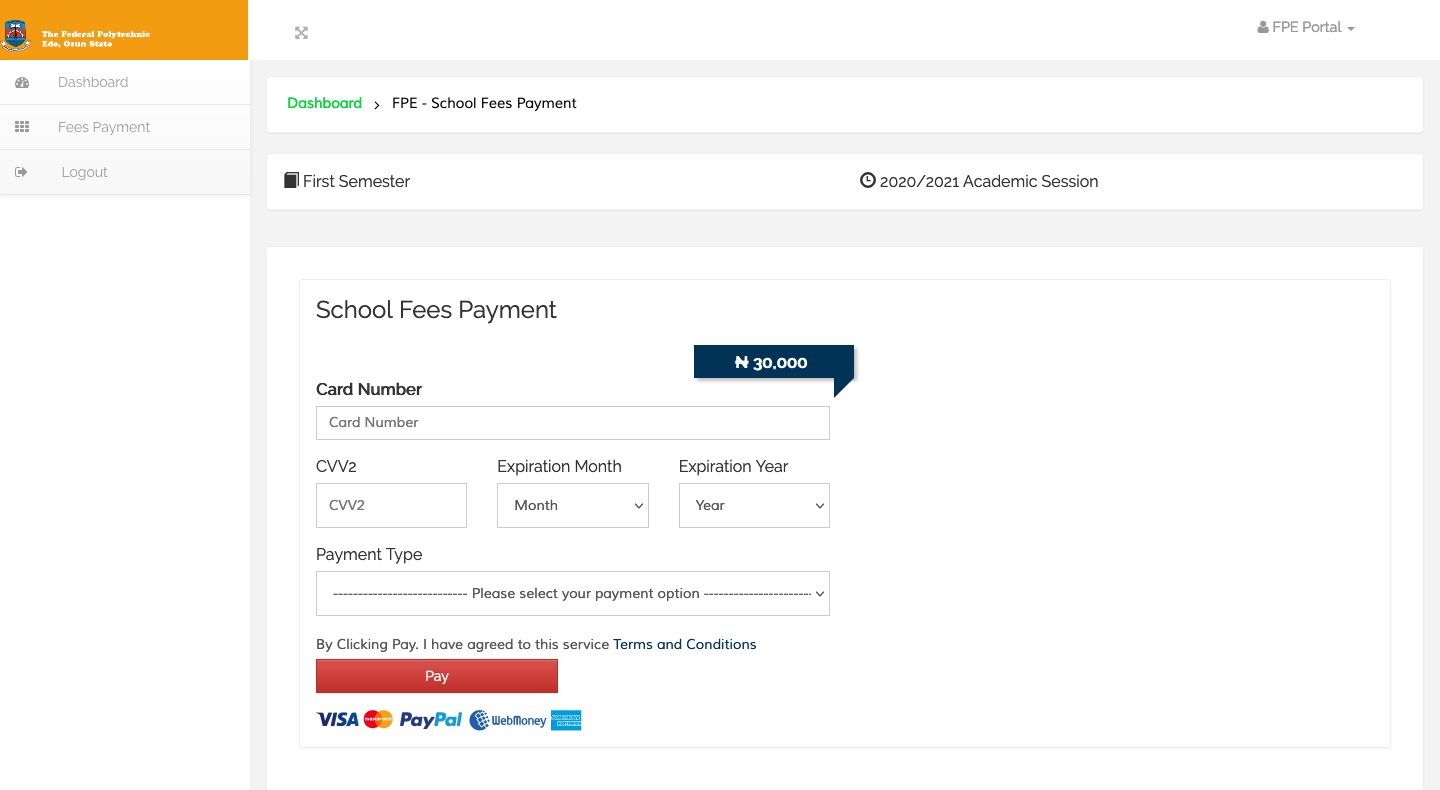 The Federal Polytechnic
Ede, Osun State
FPE Portal
Dashboard
Fees Payment
Logout
Dashboard › FPE - School Fees Payment
First Semester
2020/2021 Academic Session
School Fees Payment
₦ 30,000
Card Number
Card Number
CVV2 Expiration Month Expiration Year
CVV2 Month Year
Payment Type
--------------------------- Please select your payment option ----------------------
By Clicking Pay. I have agreed to this service Terms and Conditions
Pay
VISA mastercard PayPal WebMoney AMERICAN EXPRESS